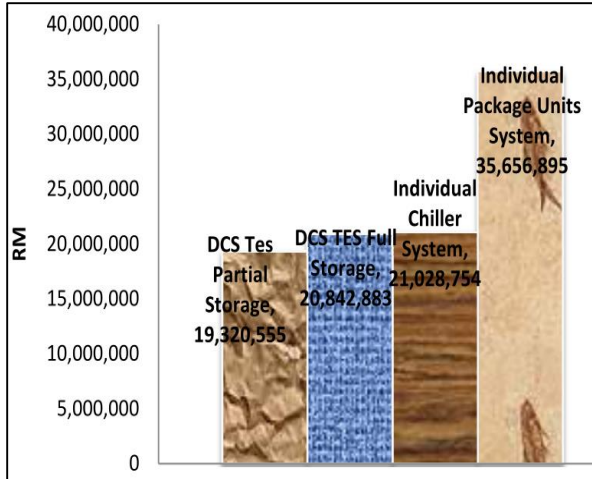 40,000,000
35,000,000
30,000,000
25,000,000
20,000,000
15,000,000
10,000,000
5,000,000
0
RM
DCS Tes
Partial
Storage,
19,320,555
DCS TES Full
Storage,
20,842,883
Individual
Chiller
System,
21,028,754
Individual
Package Units
System,
35,656,895